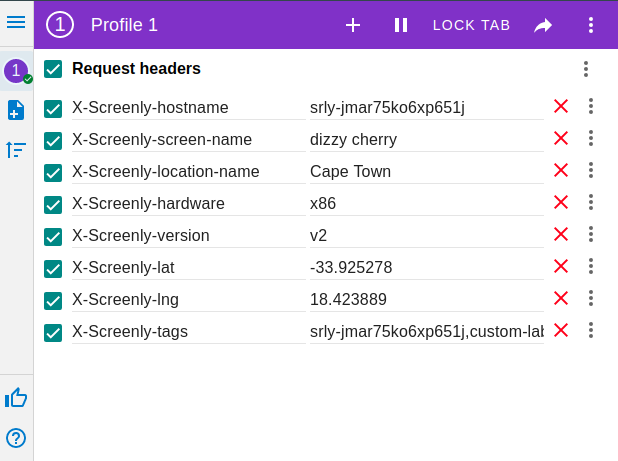 1 Profile 1 LOCK TAB
1
Request headers
X-Screenly-hostname srly-jmar75ko6xp651j
X-Screenly-screen-name dizzy cherry
X-Screenly-location-name Cape Town
X-Screenly-hardware x86
X-Screenly-version v2
X-Screenly-lat -33.925278
X-Screenly-lng 18.423889
X-Screenly-tags srly-jmar75ko6xp651j,custom-lab